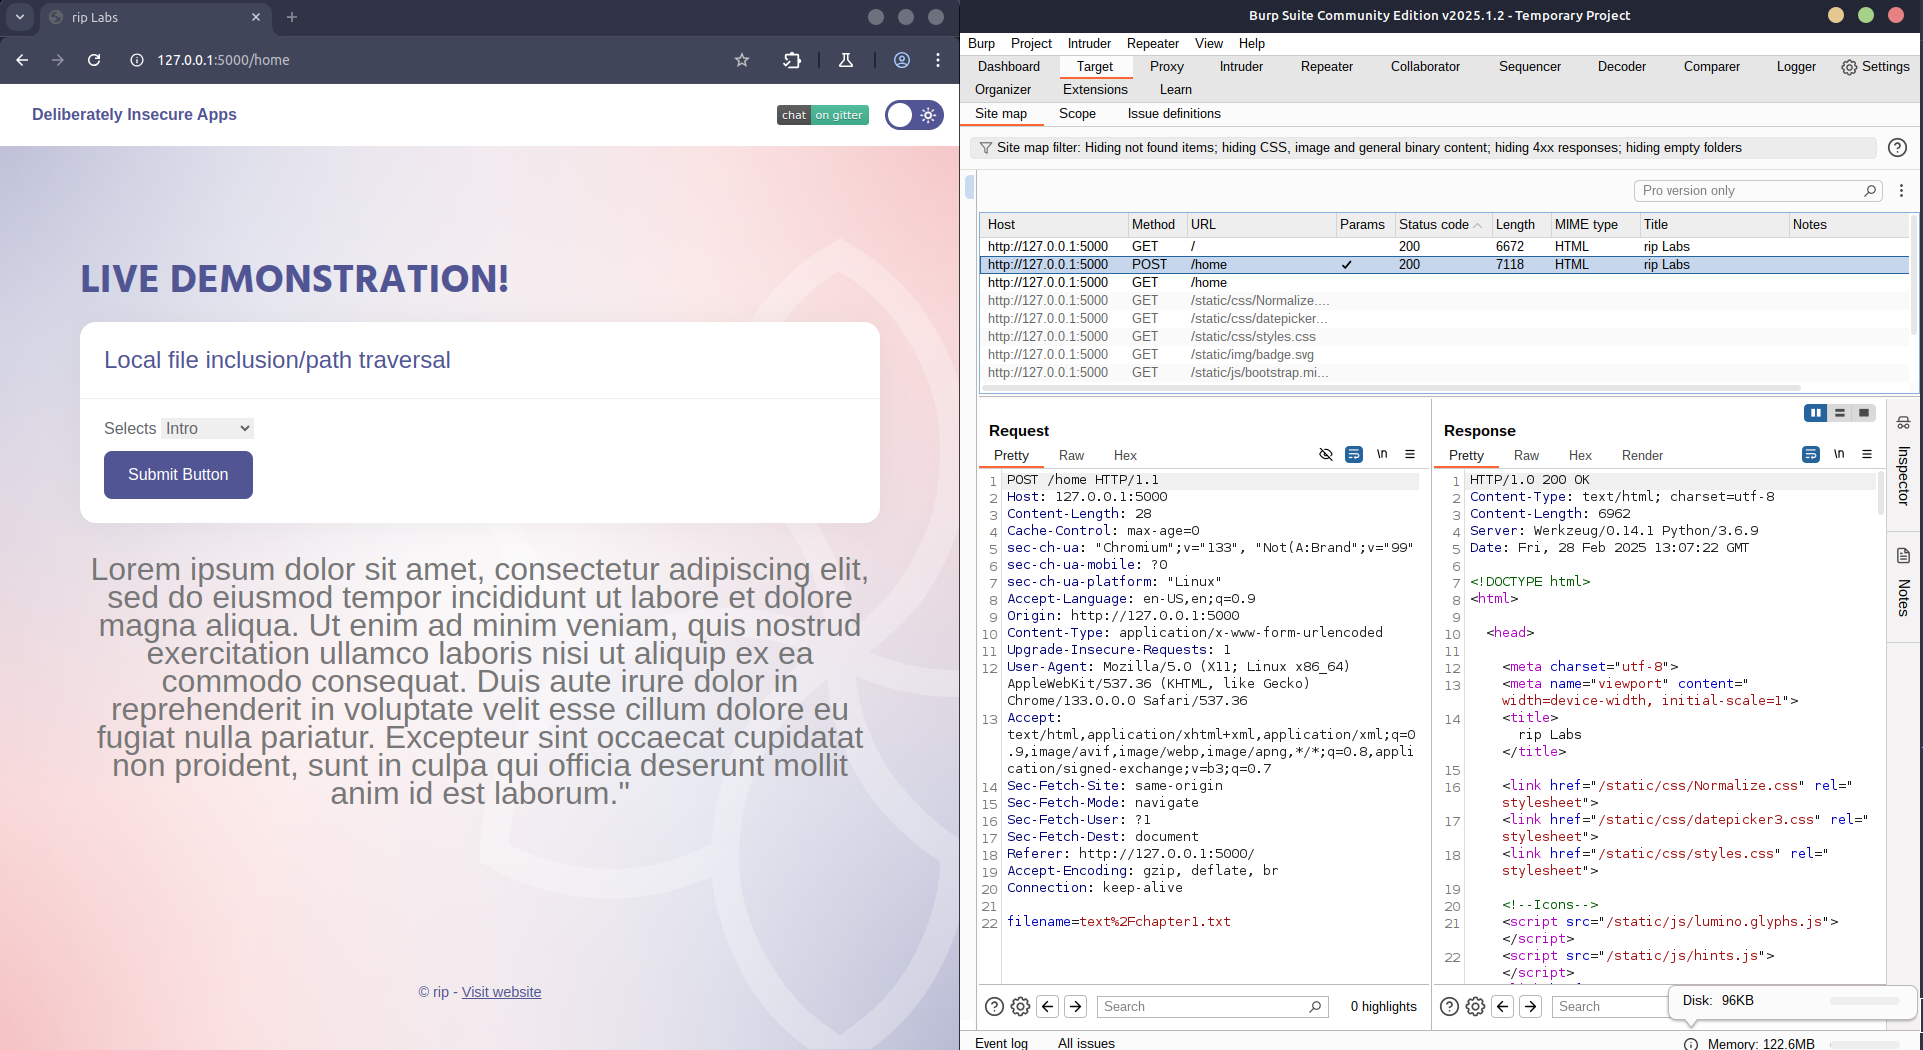 rip Labs
127.0.0.1:5000/home
Deliberately Insecure Apps
chat on gitter
LIVE DEMONSTRATION!
Local file inclusion/path traversal
Selects Intro
Submit Button
Lorem ipsum dolor sit amet, consectetur adipiscing elit,
sed do eiusmod tempor incididunt ut labore et dolore
magna aliqua. Ut enim ad minim veniam, quis nostrud
exercitation ullamco laboris nisi ut aliquip ex ea
commodo consequat. Duis aute irure dolor in
reprehenderit in voluptate velit esse cillum dolore eu
fugiat nulla pariatur. Excepteur sint occaecat cupidatat
non proident, sunt in culpa qui officia deserunt mollit
anim id est laborum."
© rip - Visit website
Burp Suite Community Edition v2025.1.2 - Temporary Project
Burp Project Intruder Repeater View Help
Dashboard Target Proxy Intruder Repeater Collaborator Sequencer Decoder Comparer Logger Settings
Organizer Extensions Learn
Site map Scope Issue definitions
Site map filter: Hiding not found items; hiding CSS, image and general binary content; hiding 4xx responses; hiding empty folders
Pro version only
Host Method URL Params Status code Length MIME type Title Notes
http://127.0.0.1:5000 GET / 200 6672 HTML rip Labs
http://127.0.0.1:5000 POST /home ✓ 200 7118 HTML rip Labs
http://127.0.0.1:5000 GET /home
http://127.0.0.1:5000 GET /static/css/Normalize....
http://127.0.0.1:5000 GET /static/css/datepicker...
http://127.0.0.1:5000 GET /static/css/styles.css
http://127.0.0.1:5000 GET /static/img/badge.svg
http://127.0.0.1:5000 GET /static/js/bootstrap.mi...
Request
Pretty Raw Hex \n
1 POST /home HTTP/1.1
2 Host: 127.0.0.1:5000
3 Content-Length: 28
4 Cache-Control: max-age=0
5 sec-ch-ua: "Chromium";v="133", "Not(A:Brand";v="99"
6 sec-ch-ua-mobile: ?0
7 sec-ch-ua-platform: "Linux"
8 Accept-Language: en-US,en;q=0.9
9 Origin: http://127.0.0.1:5000
10 Content-Type: application/x-www-form-urlencoded
11 Upgrade-Insecure-Requests: 1
12 User-Agent: Mozilla/5.0 (X11; Linux x86_64)
AppleWebKit/537.36 (KHTML, like Gecko)
Chrome/133.0.0.0 Safari/537.36
13 Accept:
text/html,application/xhtml+xml,application/xml;q=0
.9,image/avif,image/webp,image/apng,*/*;q=0.8,appli
cation/signed-exchange;v=b3;q=0.7
14 Sec-Fetch-Site: same-origin
15 Sec-Fetch-Mode: navigate
16 Sec-Fetch-User: ?1
17 Sec-Fetch-Dest: document
18 Referer: http://127.0.0.1:5000/
19 Accept-Encoding: gzip, deflate, br
20 Connection: keep-alive
21
22 filename=text%2Fchapter1.txt
Search 0 highlights
Response
Pretty Raw Hex Render \n
1 HTTP/1.0 200 OK
2 Content-Type: text/html; charset=utf-8
3 Content-Length: 6962
4 Server: Werkzeug/0.14.1 Python/3.6.9
5 Date: Fri, 28 Feb 2025 13:07:22 GMT
6
7 <!DOCTYPE html>
8 <html>
9
10 <head>
11
12 <meta charset="utf-8">
13 <meta name="viewport" content="
width=device-width, initial-scale=1">
14 <title>
rip Labs
</title>
15
16 <link href="/static/css/Normalize.css" rel="
stylesheet">
17 <link href="/static/css/datepicker3.css" rel="
stylesheet">
18 <link href="/static/css/styles.css" rel="
stylesheet">
19
20 <!--Icons-->
21 <script src="/static/js/lumino.glyphs.js">
</script>
22 <script src="/static/js/hints.js">
</script>
Search
Inspector
Notes
Disk: 96KB
Event log All issues
Memory: 122.6MB